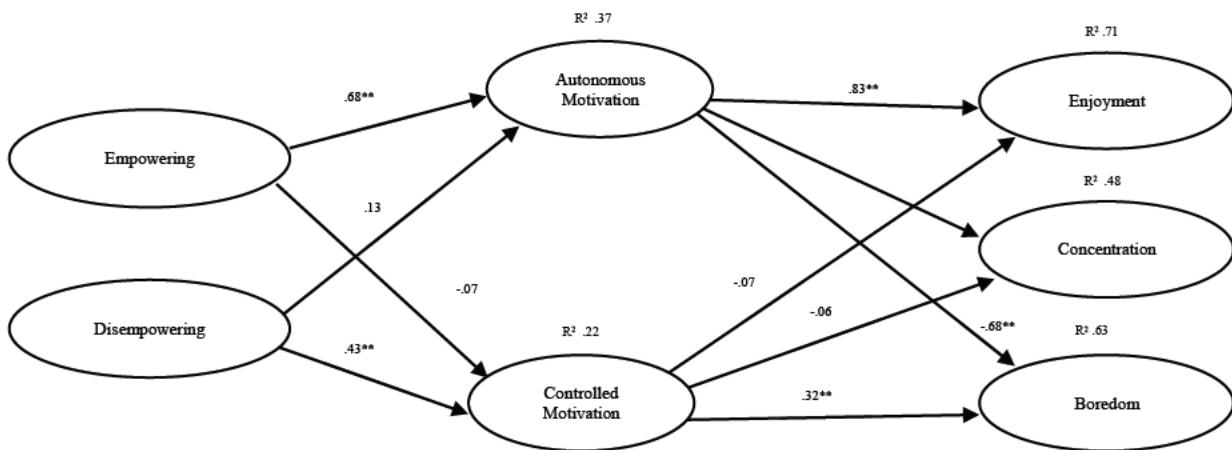 R² .37
R² .71
Autonomous
Motivation
.68**
.83**
Enjoyment
Empowering
R² .48
.13
Concentration
-.07
-.07
-.06
Disempowering
R² .22
-.68**
R² .63
.43**
Controlled
Motivation
.32**
Boredom